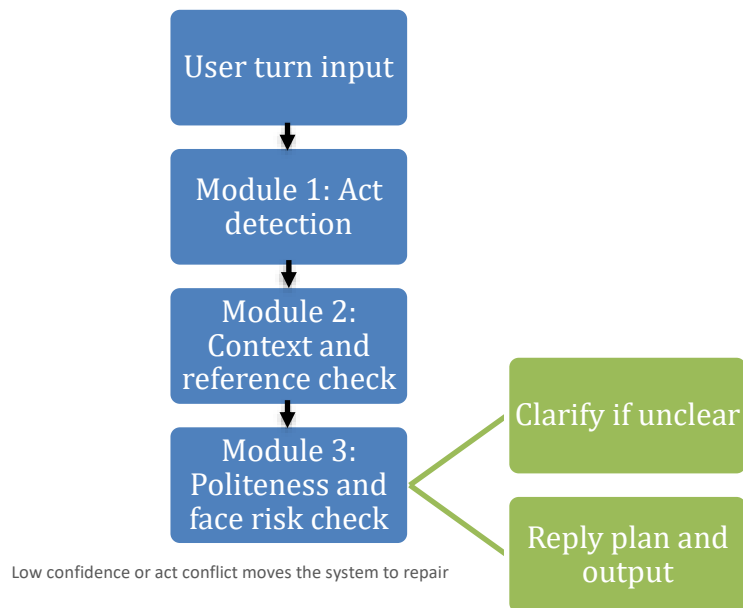 User turn input
Module 1: Act
detection
Module 2:
Context and
reference check
Module 3:
Politeness and
face risk check
Clarify if unclear
Reply plan and
output
Low confidence or act conflict moves the system to repair